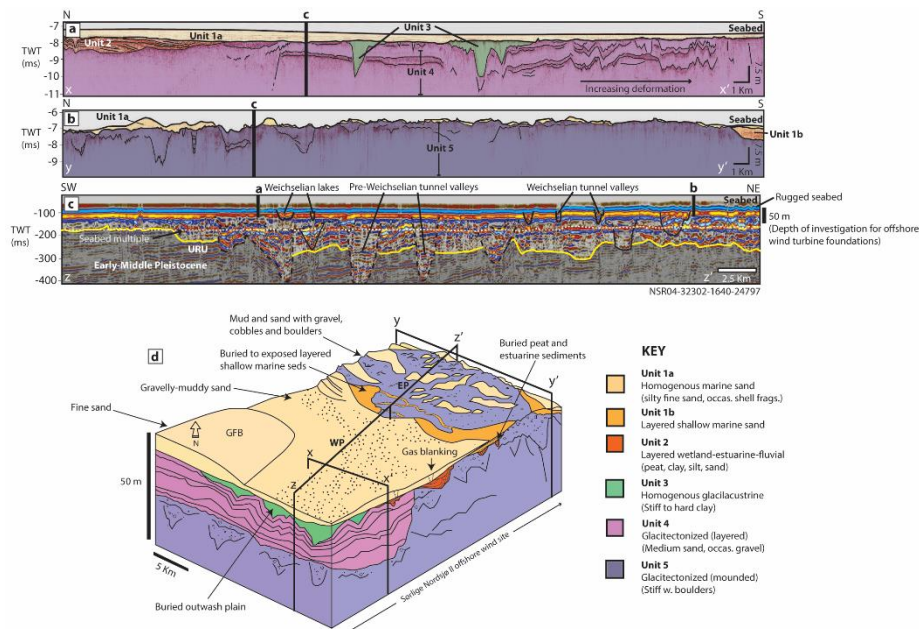 N
c
S
a
-7
-8
-9
-10
-11
TWT
(ms)
Unit 2
Unit 1a
Unit 3
Unit 4
Seabed
x
x'
Increasing deformation
7.5 m
1 Km
N
c
S
b
-6
-7
-8
-9
TWT
(ms)
Unit 1a
Unit 5
Seabed
Unit 1b
y
y'
7.5 m
1 Km
SW
a
b
NE
c
Weichselian lakes
Pre-Weichselian tunnel valleys
Weichselian tunnel valleys
Seabed
Rugged seabed
-100
-200
-300
-400
TWT
(ms)
50 m
(Depth of investigation for offshore
wind turbine foundations)
Seabed multiple
URU
Early-Middle Pleistocene
z
z'
2.5 Km
NSR04-32302-1640-24797
d
Mud and sand with gravel,
cobbles and boulders
Buried to exposed layered
shallow marine seds
Gravelly-muddy sand
Fine sand
y
z'
Buried peat and
estuarine sediments
y'
EP
GFB
N
WP
Gas blanking
x
x'
z
50 m
5 Km
Buried outwash plain
Sørlige Nordsjø II offshore wind site
KEY
Unit 1a
Homogenous marine sand
(silty fine sand, occas. shell frags.)
Unit 1b
Layered shallow marine sand
Unit 2
Layered wetland-estuarine-fluvial
(peat, clay, silt, sand)
Unit 3
Homogenous glacilacustrine
(Stiff to hard clay)
Unit 4
Glacitectonized (layered)
(Medium sand, occas. gravel)
Unit 5
Glacitectonized (mounded)
(Stiff w. boulders)